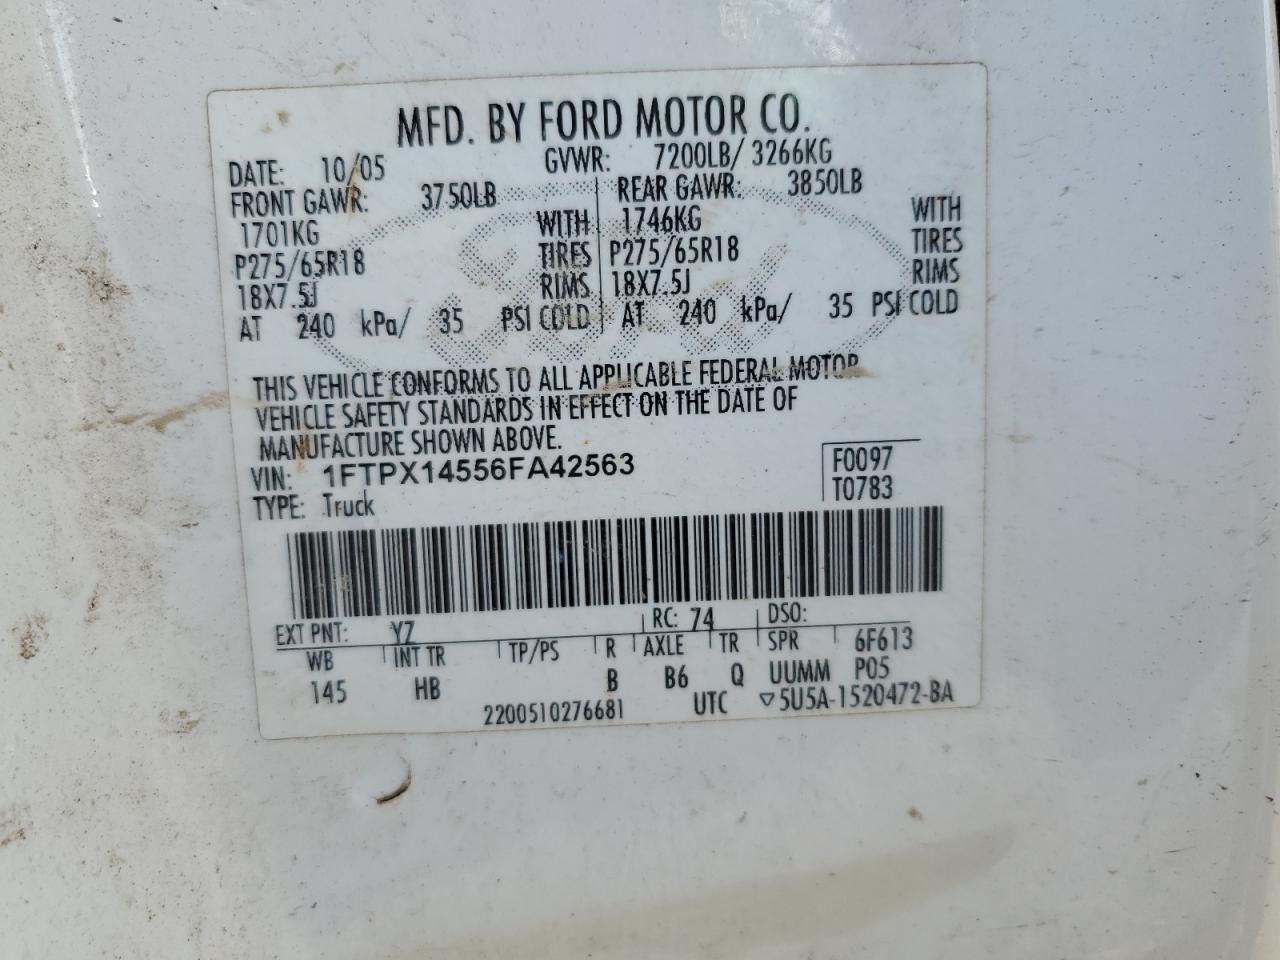 MFD. BY FORD MOTOR CO.
DATE: 10/05 GVWR: 7200LB/ 3266KG
FRONT GAWR: 3750LB REAR GAWR: 3850LB
1701KG WITH 1746KG WITH
P275/65R18 TIRES P275/65R18 TIRES
18X7.5J RIMS 18X7.5J RIMS
AT 240 kPa/ 35 PSI COLD AT 240 kPa/ 35 PSI COLD
THIS VEHICLE CONFORMS TO ALL APPLICABLE FEDERAL MOTOR
VEHICLE SAFETY STANDARDS IN EFFECT ON THE DATE OF
MANUFACTURE SHOWN ABOVE.
VIN: 1FTPX14556FA42563 F0097
TYPE: Truck T0783
EXT PNT: YZ RC: 74 DSO:
WB INT TR TP/PS R AXLE TR SPR 6F613
145 HB B B6 Q UUMM P05
2200510276681 UTC ▽5U5A-1520472-BA